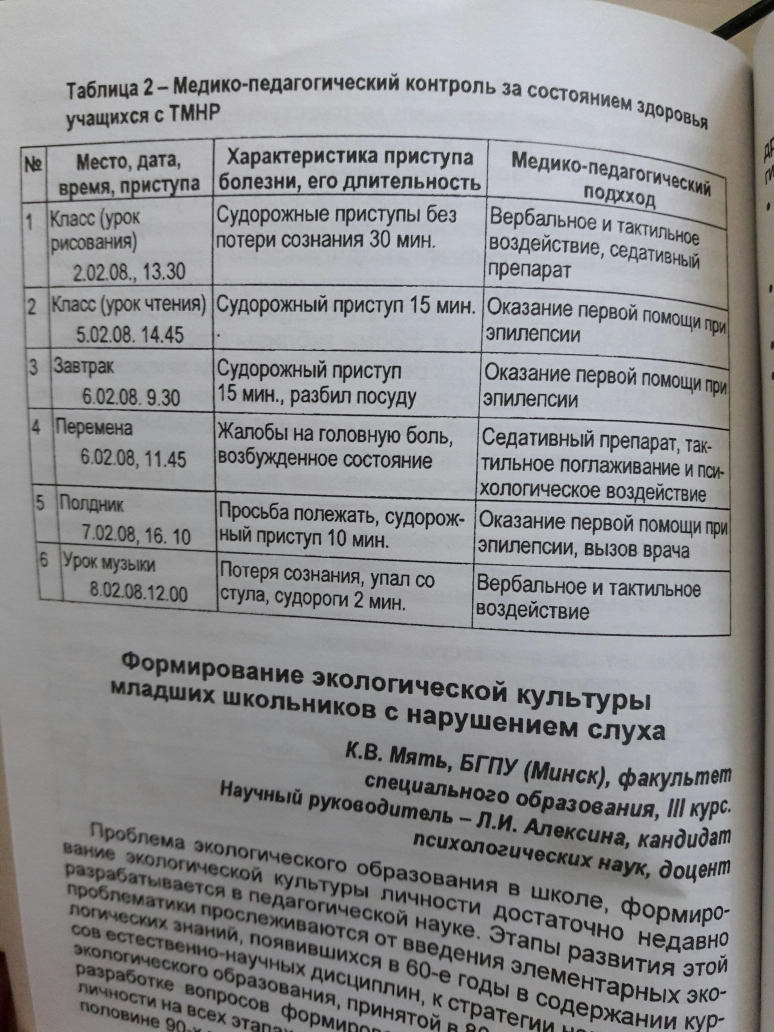 Таблица 2 – Медико-педагогический контроль за состоянием здоровья
учащихся с ТМНР
№ Место, дата, Характеристика приступа Медико-педагогический
время, приступа болезни, его длительность подхход
1 Класс (урок Судорожные приступы без Вербальное и тактильное
рисования) потери сознания 30 мин. воздействие, седативный
2.02.08., 13.30 препарат
2 Класс (урок чтения) Судорожный приступ 15 мин. Оказание первой помощи при
5.02.08. 14.45 . эпилепсии
3 Завтрак Судорожный приступ Оказание первой помощи при
6.02.08. 9.30 15 мин., разбил посуду эпилепсии
4 Перемена Жалобы на головную боль, Седативный препарат, так-
6.02.08, 11.45 возбужденное состояние тильное поглаживание и пси-
хологическое воздействие
5 Полдник Просьба полежать, судорож- Оказание первой помощи при
7.02.08, 16. 10 ный приступ 10 мин. эпилепсии, вызов врача
6 Урок музыки Потеря сознания, упал со Вербальное и тактильное
8.02.08.12.00 стула, судороги 2 мин. воздействие
Формирование экологической культуры
младших школьников с нарушением слуха
К.В. Мять, БГПУ (Минск), факультет
специального образования, III курс.
Научный руководитель – Л.И. Алексина, кандидат
психологических наук, доцент
Проблема экологического образования в школе, формиро-
вание экологической культуры личности достаточно недавно
разрабатывается в педагогической науке. Этапы развития этой
проблематики прослеживаются от введения элементарных эко-
логических знаний, появившихся в 60-е годы в содержании кур-
сов естественно-научных дисциплин, к стратегии
экологического образования, принятой в
разработке вопросов
личности на всех этапах
половине